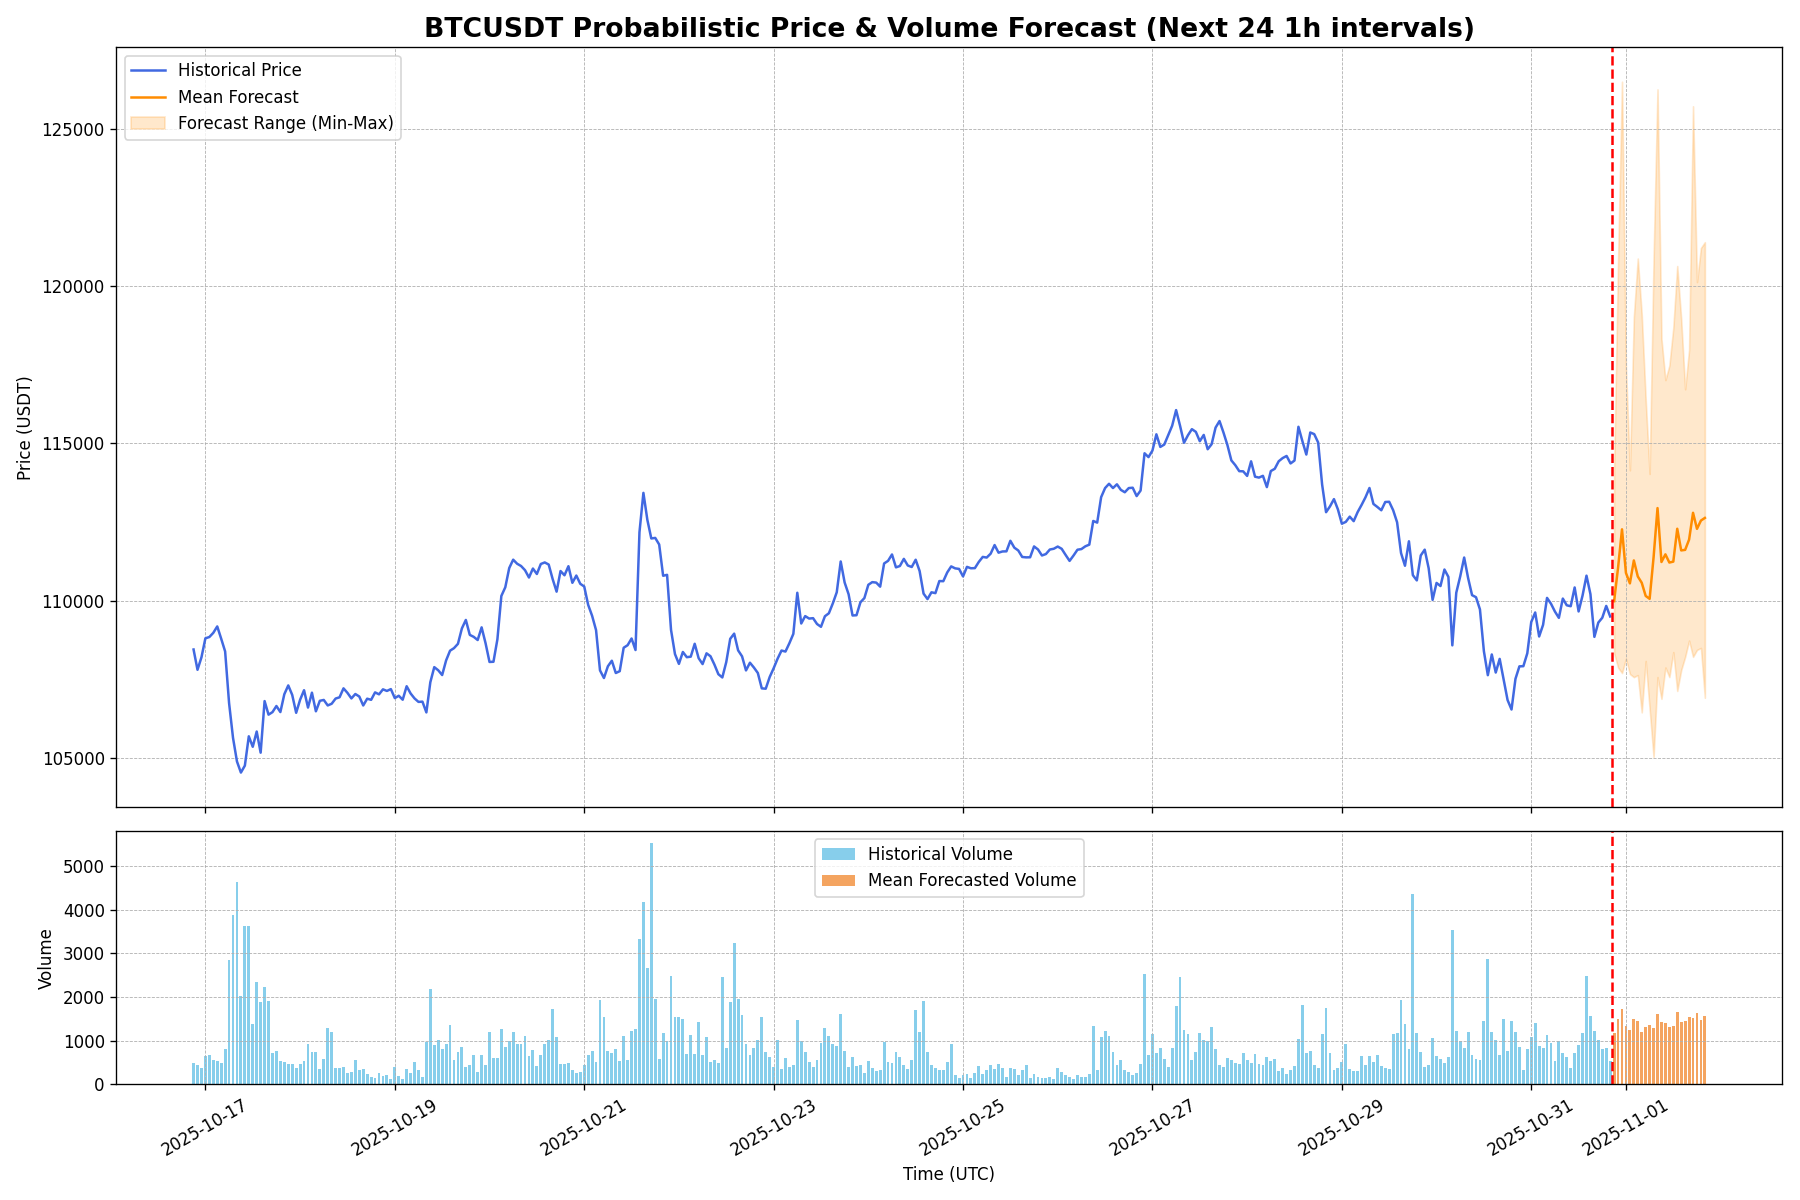 BTCUSDT Probabilistic Price & Volume Forecast (Next 24 1h intervals)
Historical Price
Mean Forecast
Forecast Range (Min-Max)
125000
120000
115000
110000
105000
Price (USDT)
Historical Volume
Mean Forecasted Volume
5000
4000
3000
2000
1000
0
Volume
2025-10-17
2025-10-19
2025-10-21
2025-10-23
2025-10-25
2025-10-27
2025-10-29
2025-10-31
2025-11-01
Time (UTC)